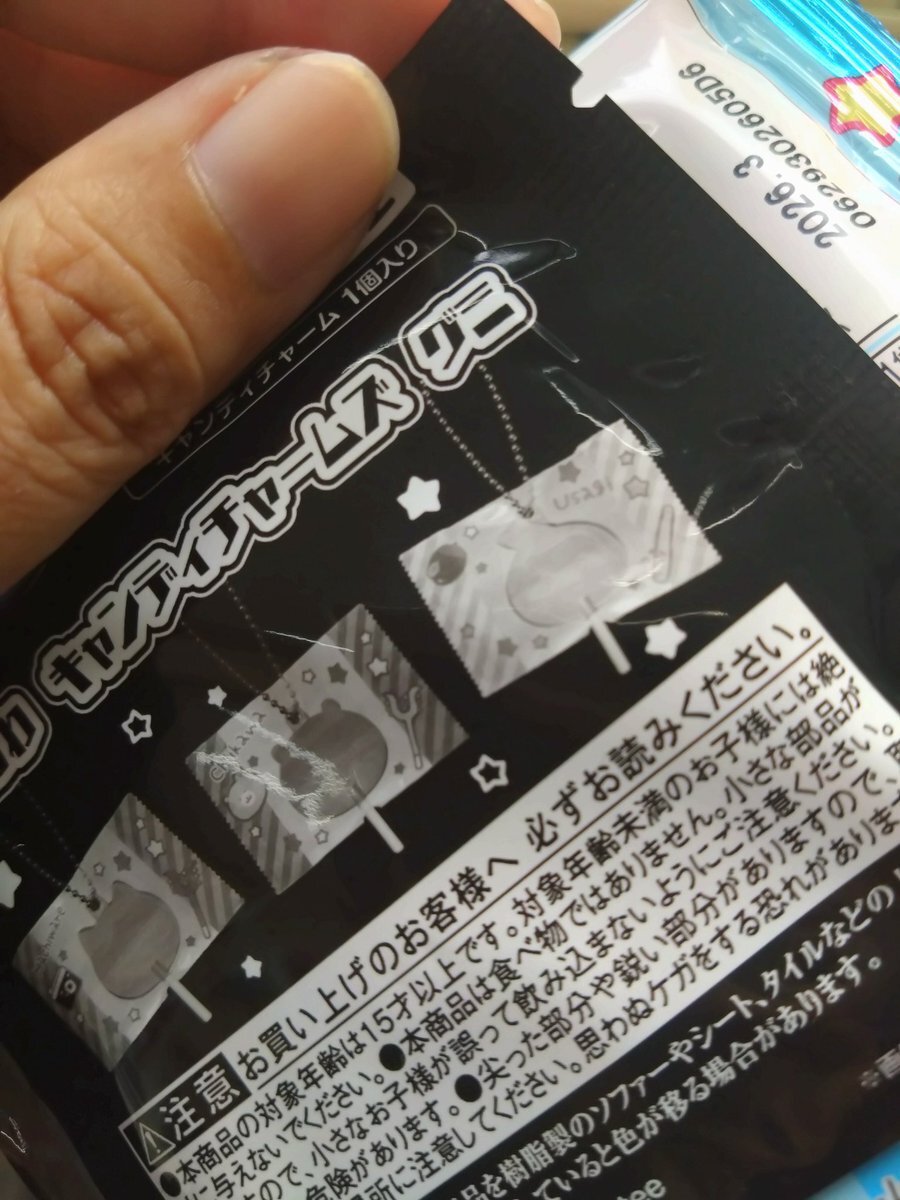 2026. 3
0629302605D6
キャンディチャーム 1個入り
キャンディチャームズ グミ
Usagi
Chiikawa
注意 お買い上げのお客様へ 必ずお読みください。
●本商品の対象年齢は15才以上です。対象年齢未満のお子様には絶
に与えないでください。●本商品は食べ物ではありません。小さな部品が
ので、小さなお子様が誤って飲み込まないようにご注意ください。
危険があります。●尖った部分や鋭い部分がありますので、
所に注意してください。思わぬケガをする恐れがありま
品を樹脂製のソファーやシート、タイルなどの
ていると色が移る場合があります。